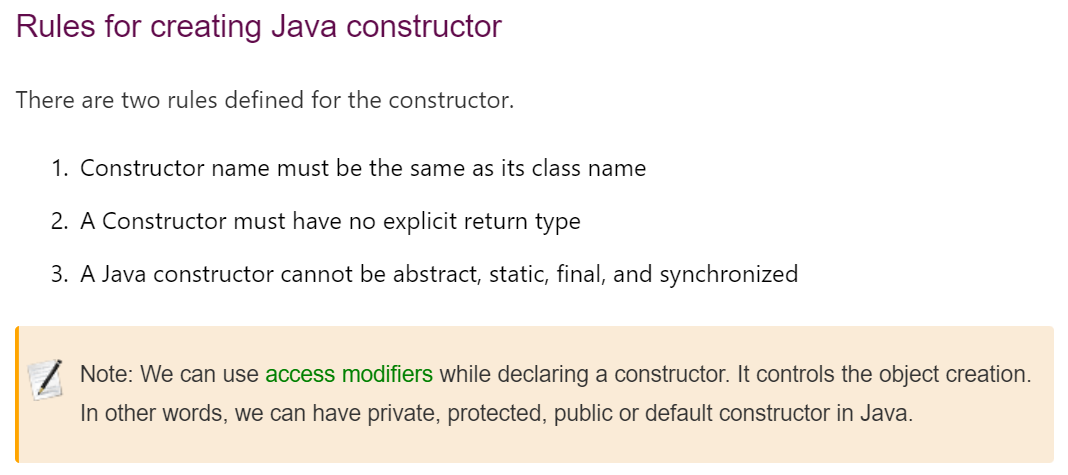 Rules for creating Java constructor
There are two rules defined for the constructor.
1. Constructor name must be the same as its class name
2. A Constructor must have no explicit return type
3. A Java constructor cannot be abstract, static, final, and synchronized
Note: We can use access modifiers while declaring a constructor. It controls the object creation.
In other words, we can have private, protected, public or default constructor in Java.